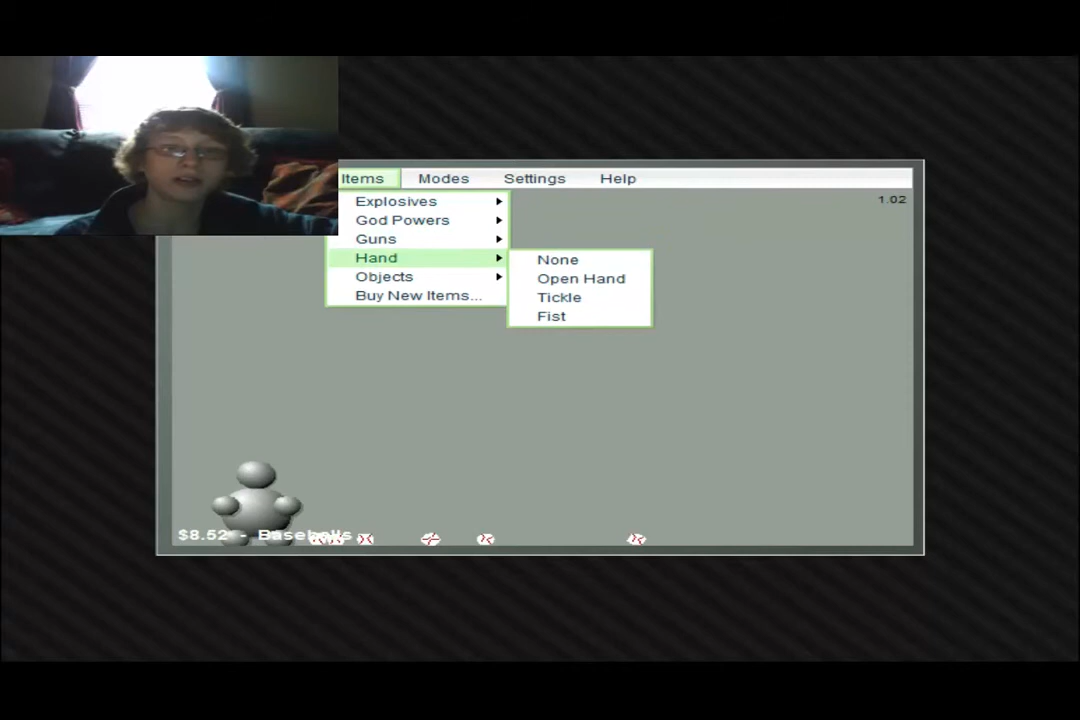 Items Modes Settings Help
1.02
Explosives
God Powers
Guns
Hand
Objects
Buy New Items...
None
Open Hand
Tickle
Fist
$8.52 - Baseballs